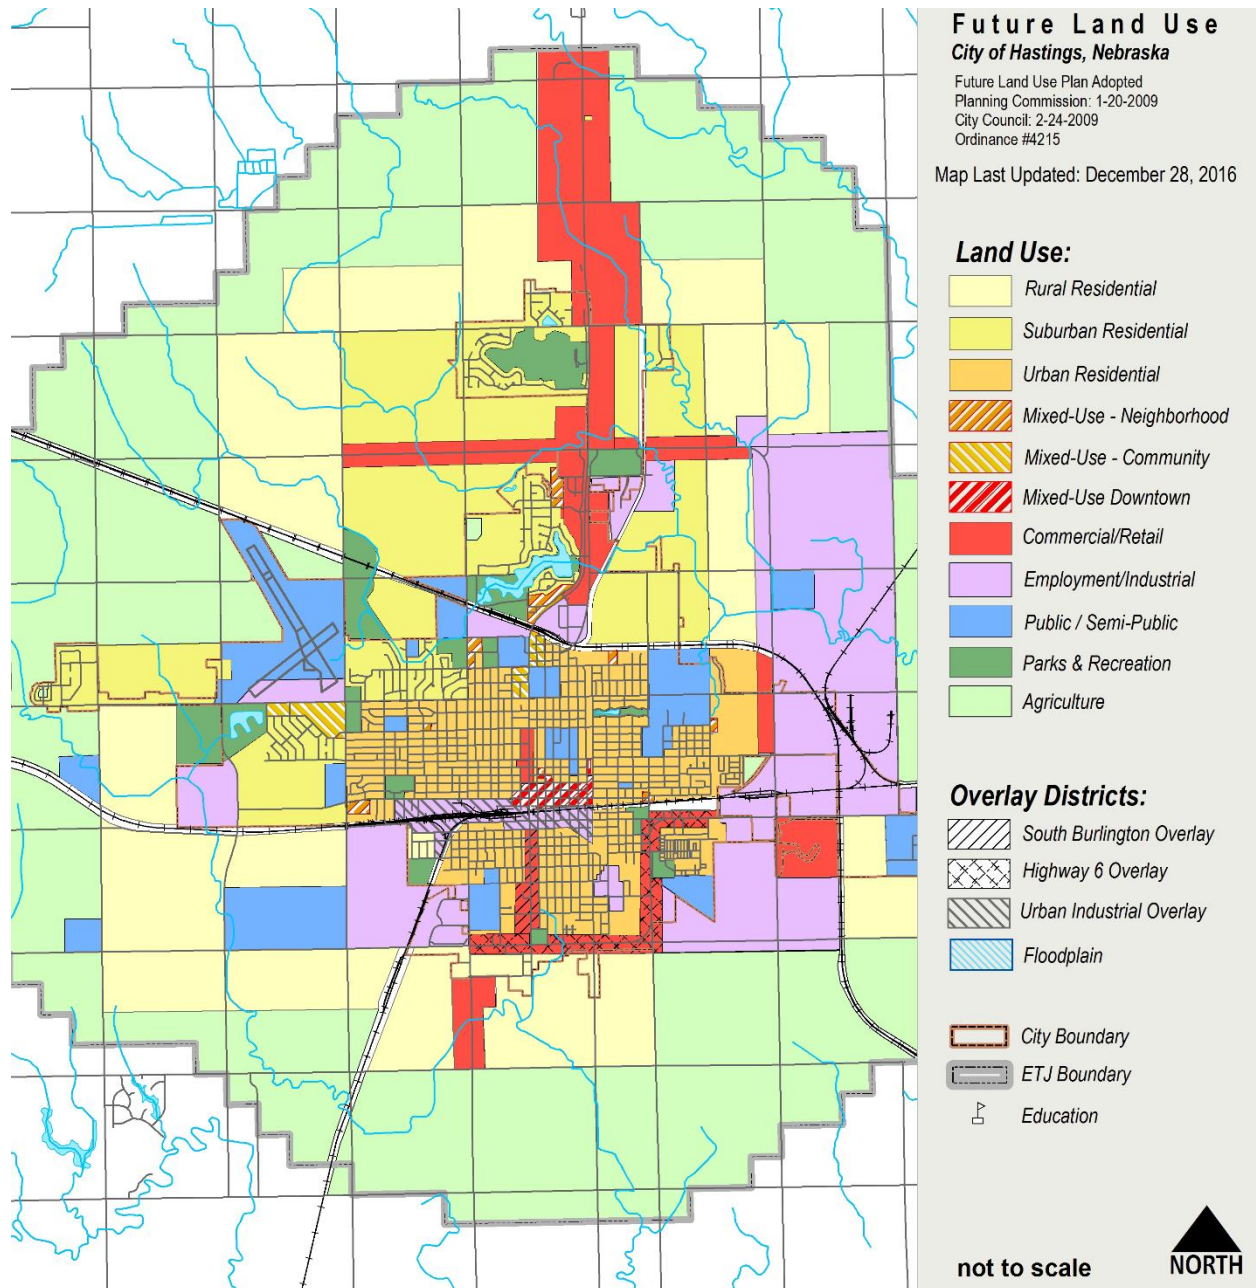 Future Land Use
City of Hastings, Nebraska
Future Land Use Plan Adopted
Planning Commission: 1-20-2009
City Council: 2-24-2009
Ordinance #4215
Map Last Updated: December 28, 2016
Land Use:
Rural Residential
Suburban Residential
Urban Residential
Mixed-Use - Neighborhood
Mixed-Use - Community
Mixed-Use Downtown
Commercial/Retail
Employment/Industrial
Public / Semi-Public
Parks & Recreation
Agriculture
Overlay Districts:
South Burlington Overlay
Highway 6 Overlay
Urban Industrial Overlay
Floodplain
City Boundary
ETJ Boundary
Education
not to scale
NORTH